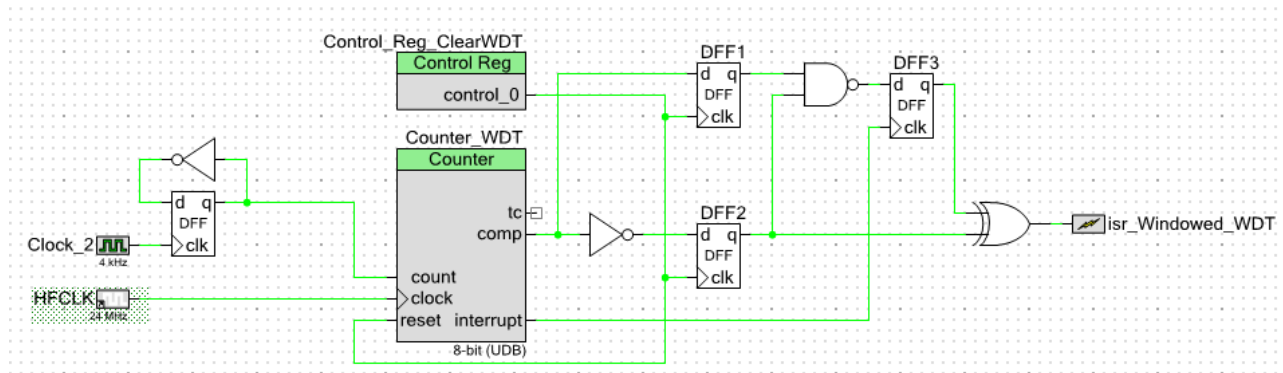 Control_Reg_ClearWDT
Control Reg
control_0
DFF1
d q
DFF
clk
DFF3
d q
DFF
clk
Counter_WDT
Counter
tc
comp
count
clock
reset interrupt
8-bit (UDB)
d q
DFF
clk
Clock_2
4 kHz
HFCLK
24 MHz
DFF2
d q
DFF
clk
isr_Windowed_WDT